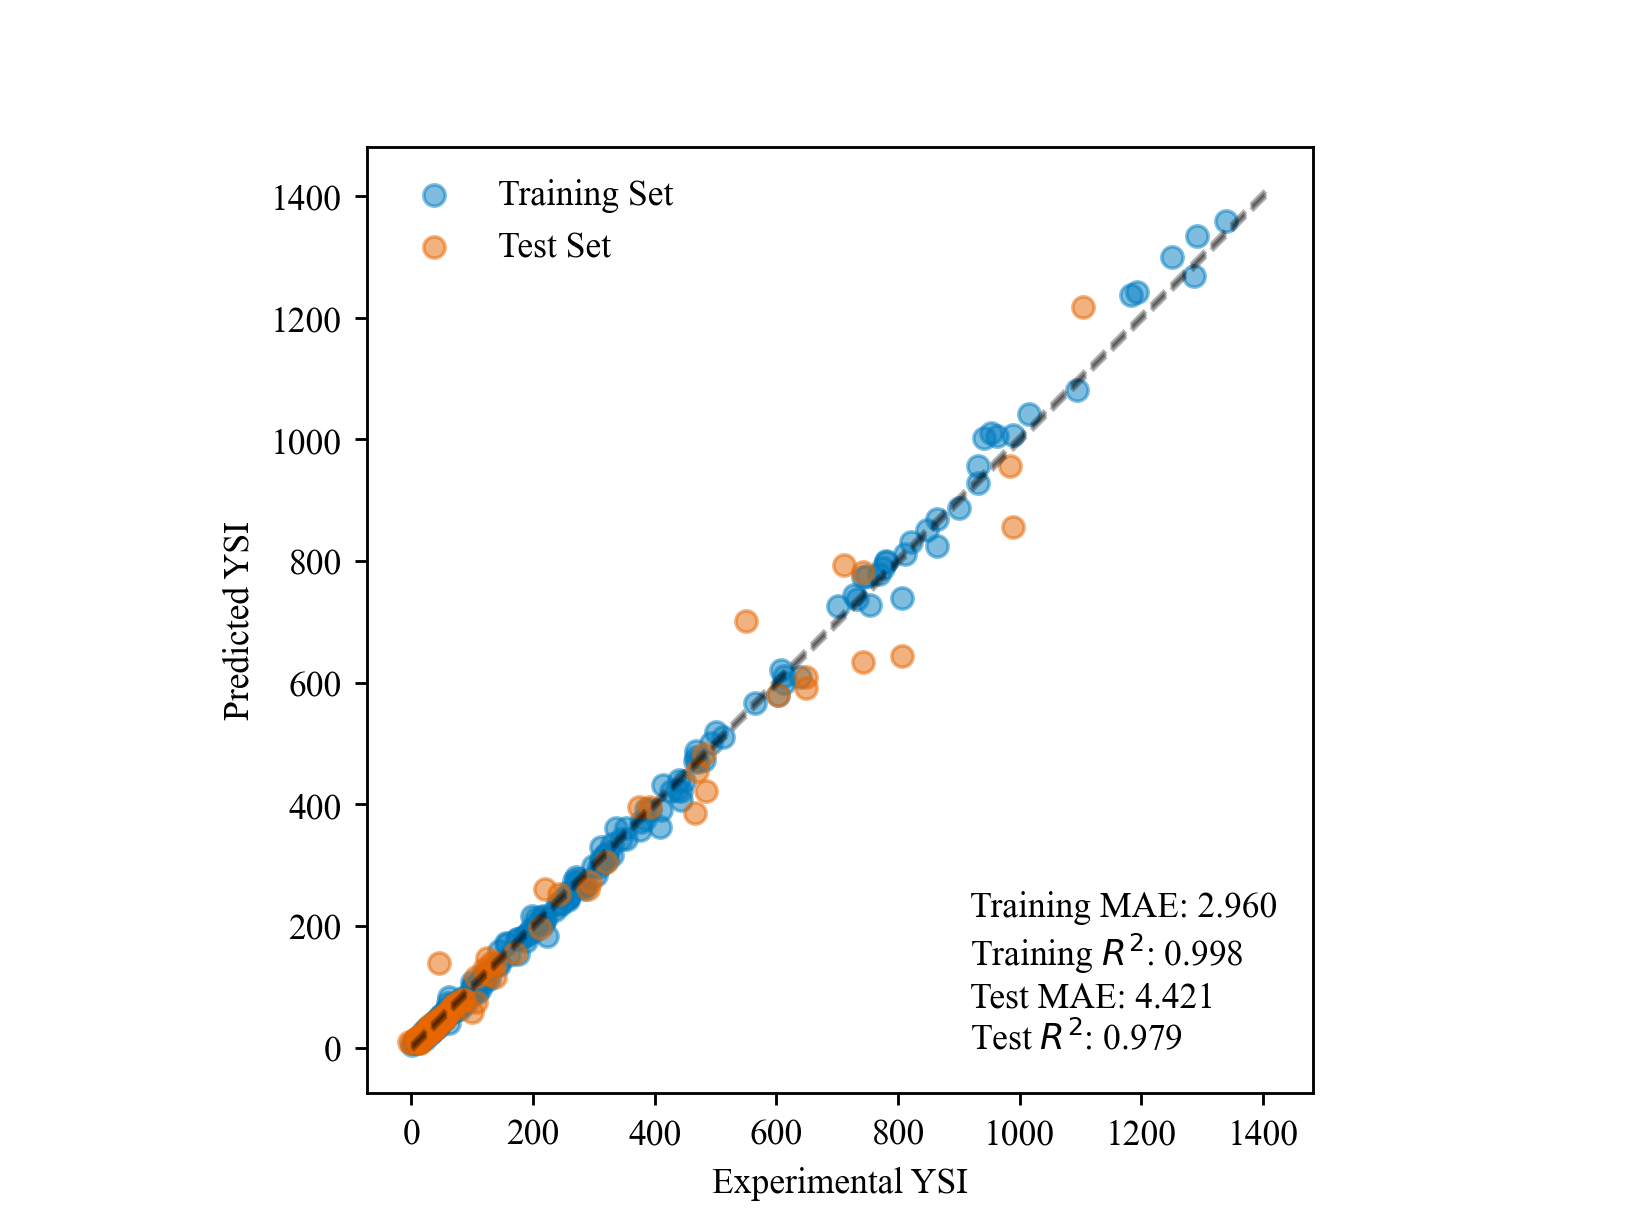 Training Set
Test Set
1400
1200
1000
800
600
400
200
0
Predicted YSI
Training MAE: 2.960
Training R²: 0.998
Test MAE: 4.421
Test R²: 0.979
0 200 400 600 800 1000 1200 1400
Experimental YSI